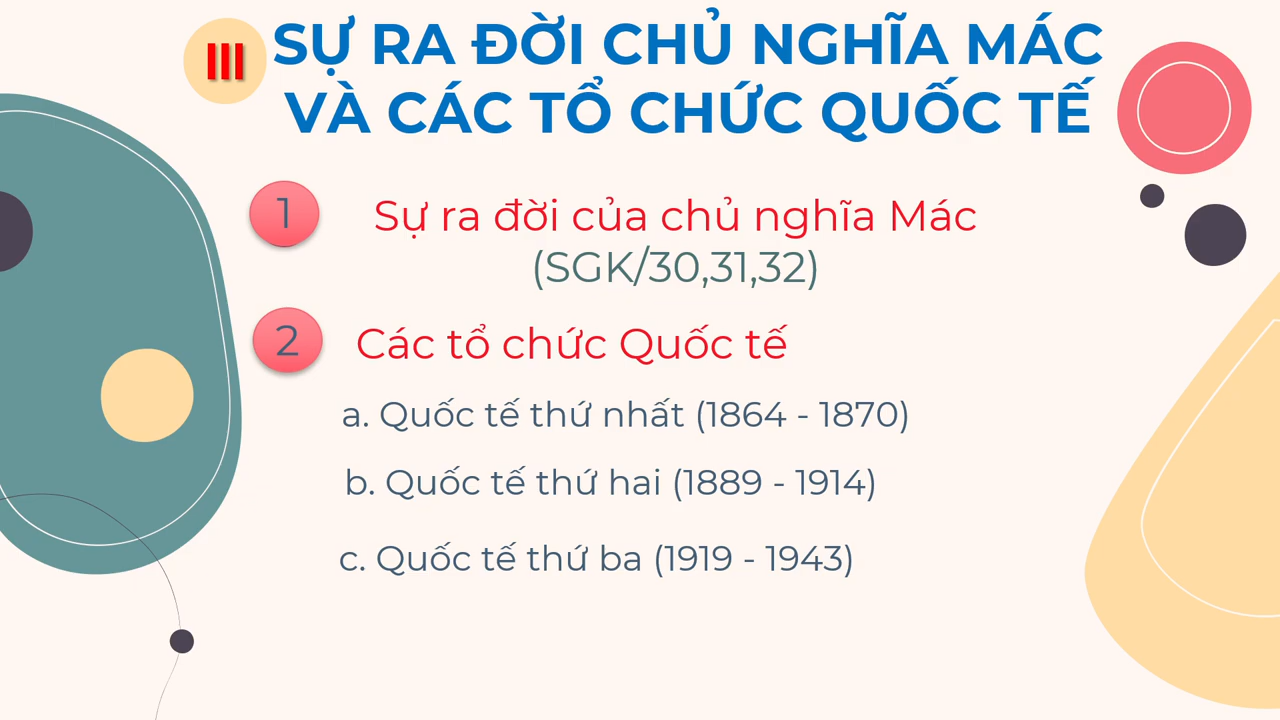 III
SỰ RA ĐỜI CHỦ NGHĨA MÁC
VÀ CÁC TỔ CHỨC QUỐC TẾ
1
Sự ra đời của chủ nghĩa Mác
(SGK/30,31,32)
2
Các tổ chức Quốc tế
a. Quốc tế thứ nhất (1864 - 1870)
b. Quốc tế thứ hai (1889 - 1914)
c. Quốc tế thứ ba (1919 - 1943)